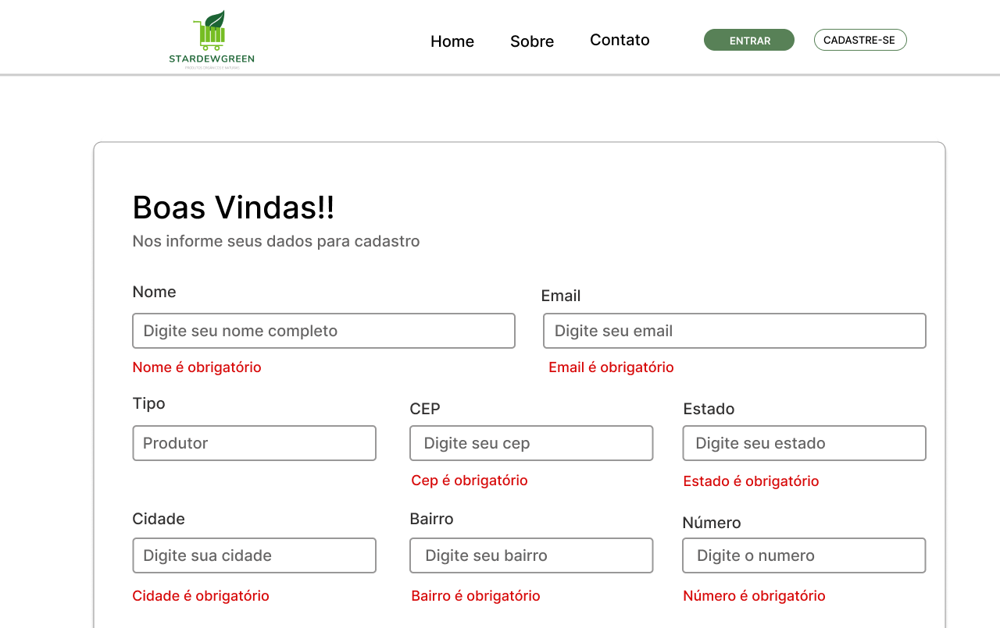 STARDEWGREEN
PRODUTOS ORGÂNICOS E NATURAIS
Home Sobre Contato ENTRAR CADASTRE-SE
Boas Vindas!!
Nos informe seus dados para cadastro
Nome Email
Digite seu nome completo Digite seu email
Nome é obrigatório Email é obrigatório
Tipo CEP Estado
Produtor Digite seu cep Digite seu estado
Cep é obrigatório Estado é obrigatório
Cidade Bairro Número
Digite sua cidade Digite seu bairro Digite o numero
Cidade é obrigatório Bairro é obrigatório Número é obrigatório